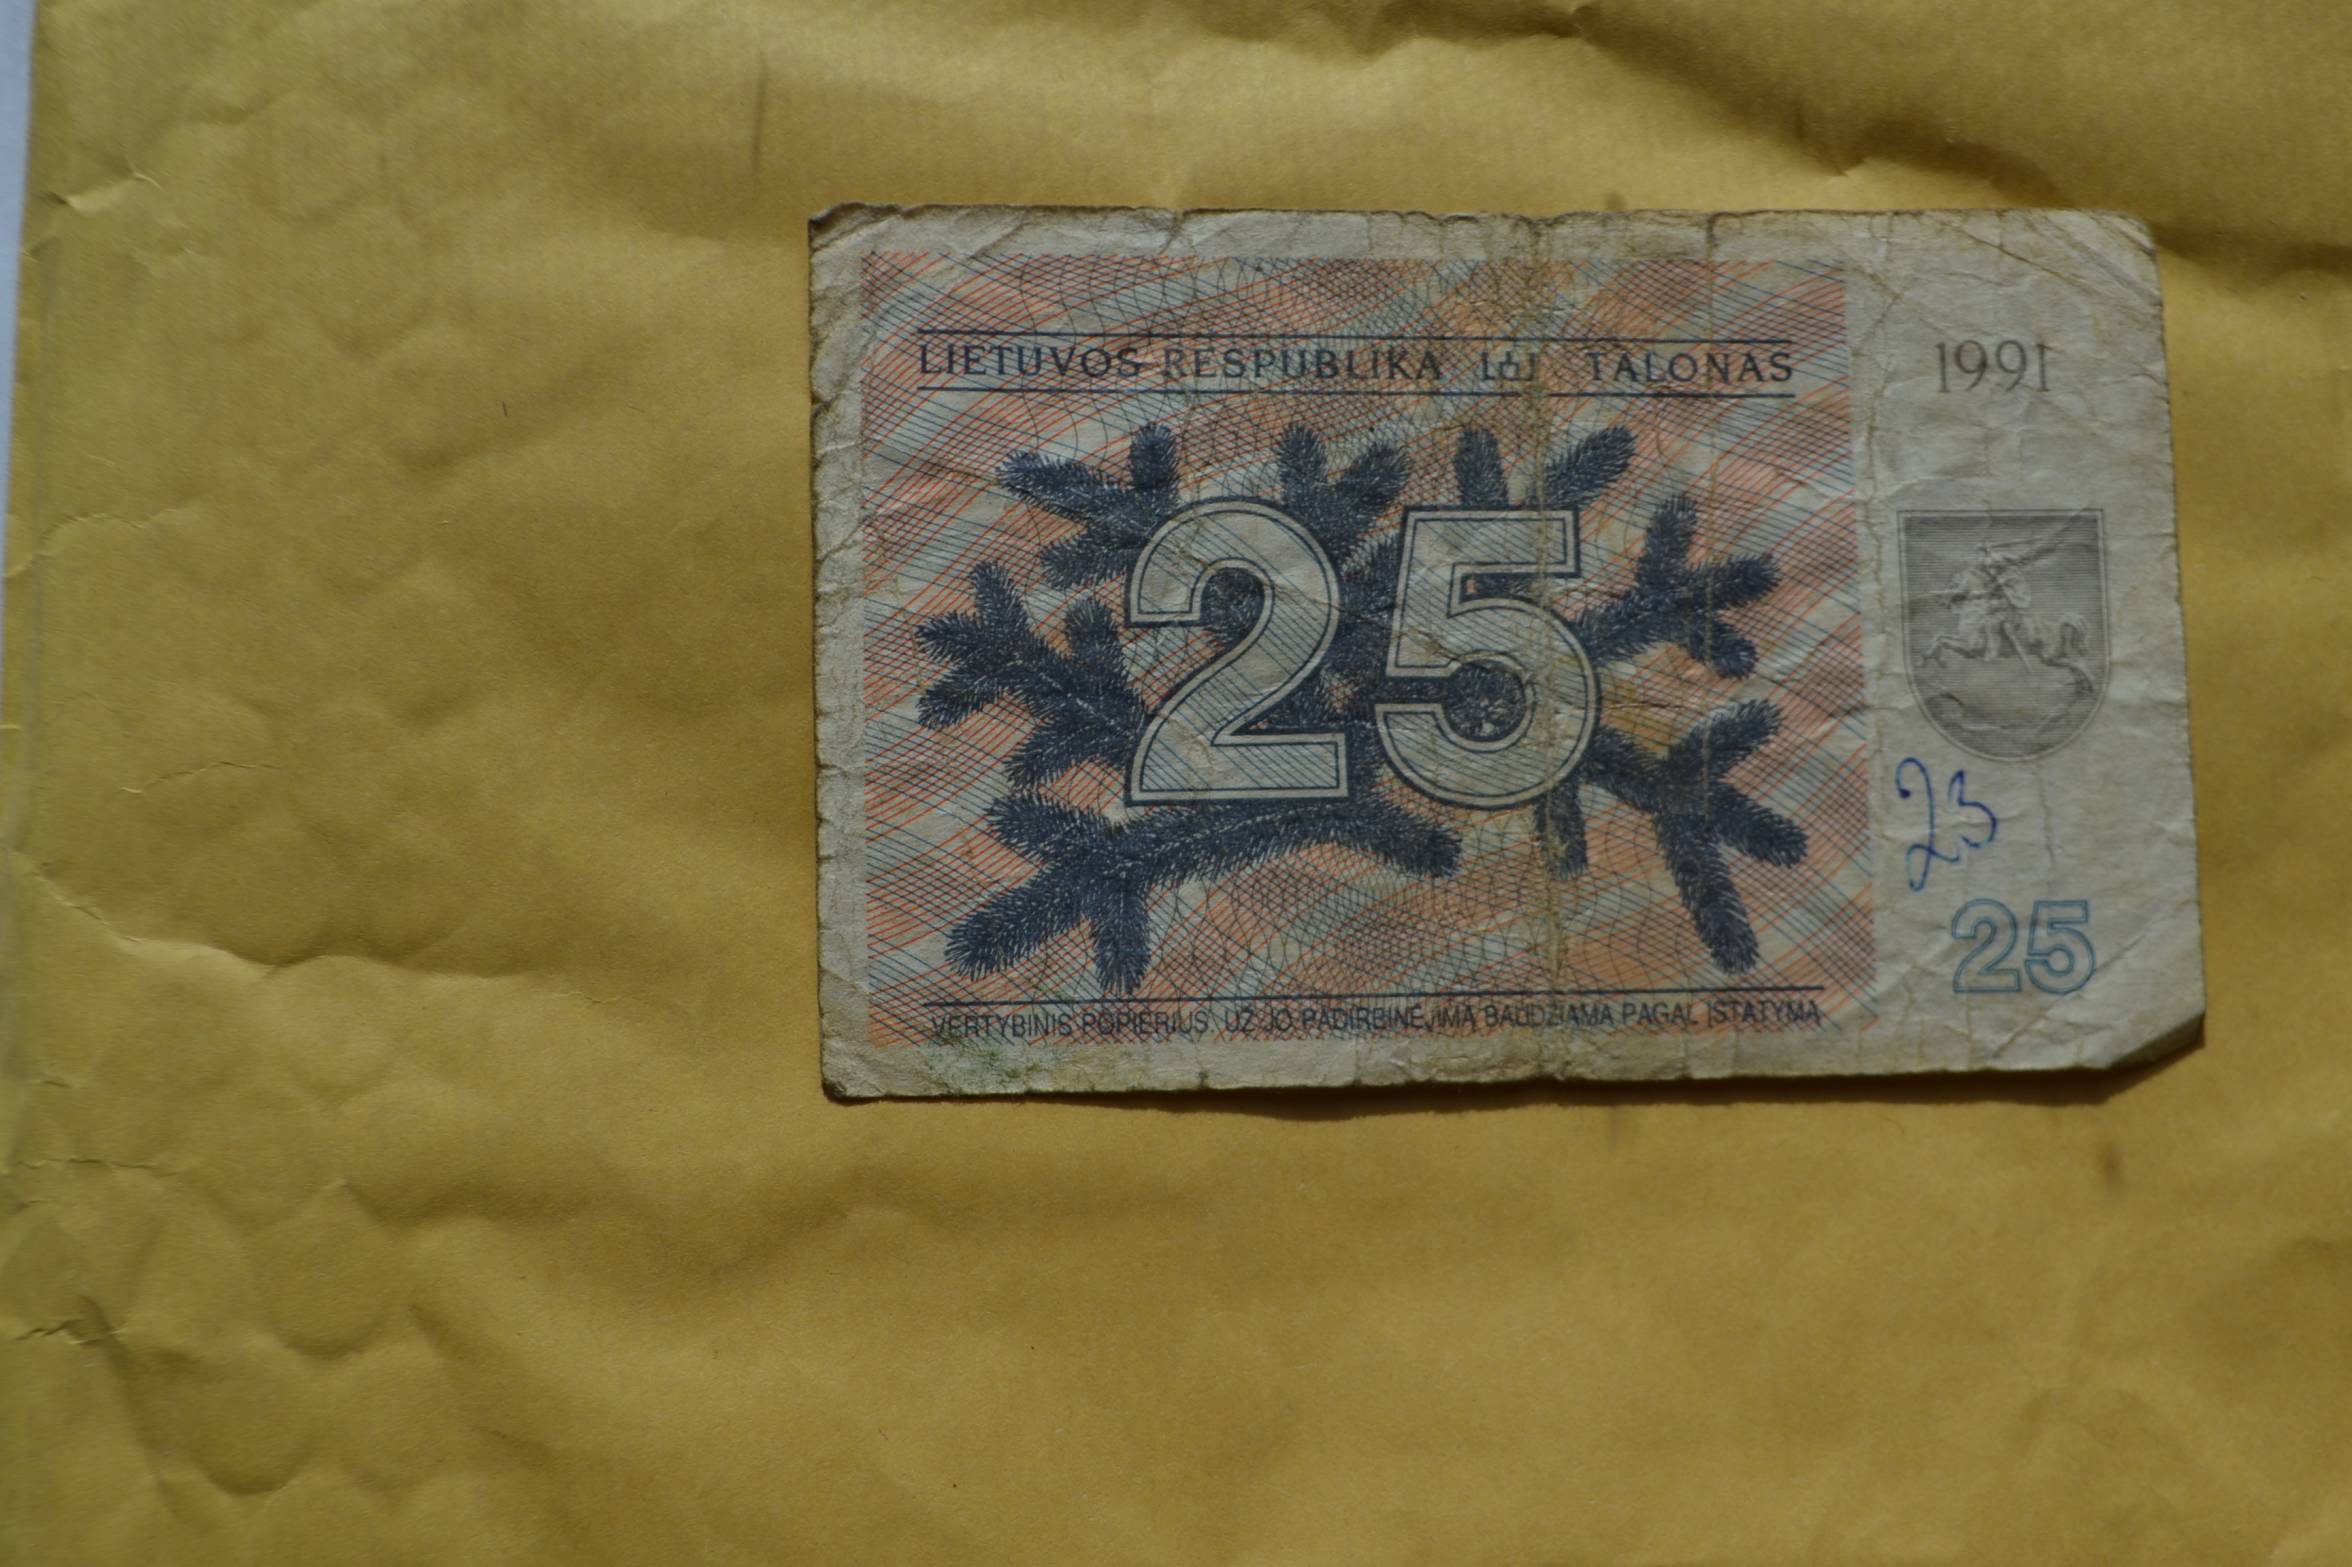 LIETUVOS RESPUBLIKA TALONAS
1991
25
23
25
VERTYBINIS POPIERIUS. UŽ JO PADIRBINĖJIMĄ BAUDŽIAMA PAGAL ĮSTATYMĄ